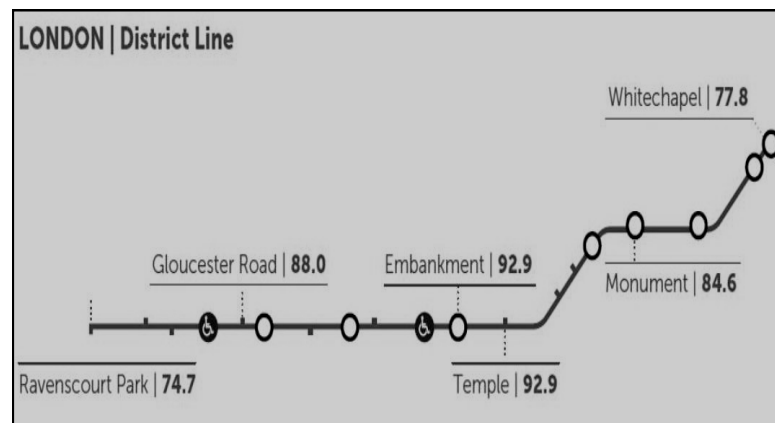 LONDON | District Line
Whitechapel | 77.8
Gloucester Road | 88.0
Embankment | 92.9
Monument | 84.6
Ravenscourt Park | 74.7
Temple | 92.9